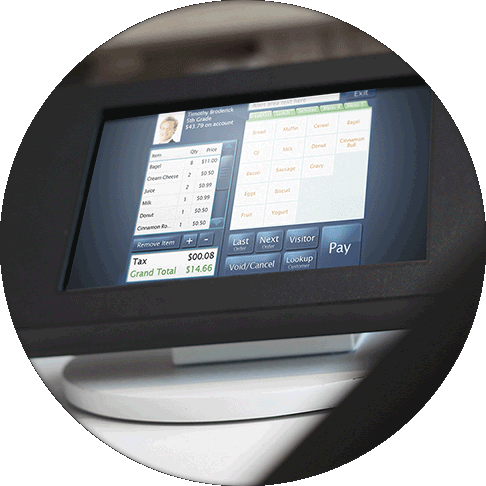 Exit
Timothy Broderick
5th Grade
$43.79 on account
Item Qty Price
Bagel 8 $11.00
Cream Cheese 2 $0.50
Juice 2 $0.99
Milk 1 $0.50
Donut 1 $0.50
Cinnamon Ro... 1 $0.50
Remove Item + -
Tax $00.08
Grand Total $14.66
Bread Muffin Cereal Bagel
OJ Milk Donut Cinnamon Roll
Bacon Sausage Gravy
Eggs Biscuit
Fruit Yogurt
Last Order
Next Order
Visitor
Pay
Void/Cancel
Lookup Customer